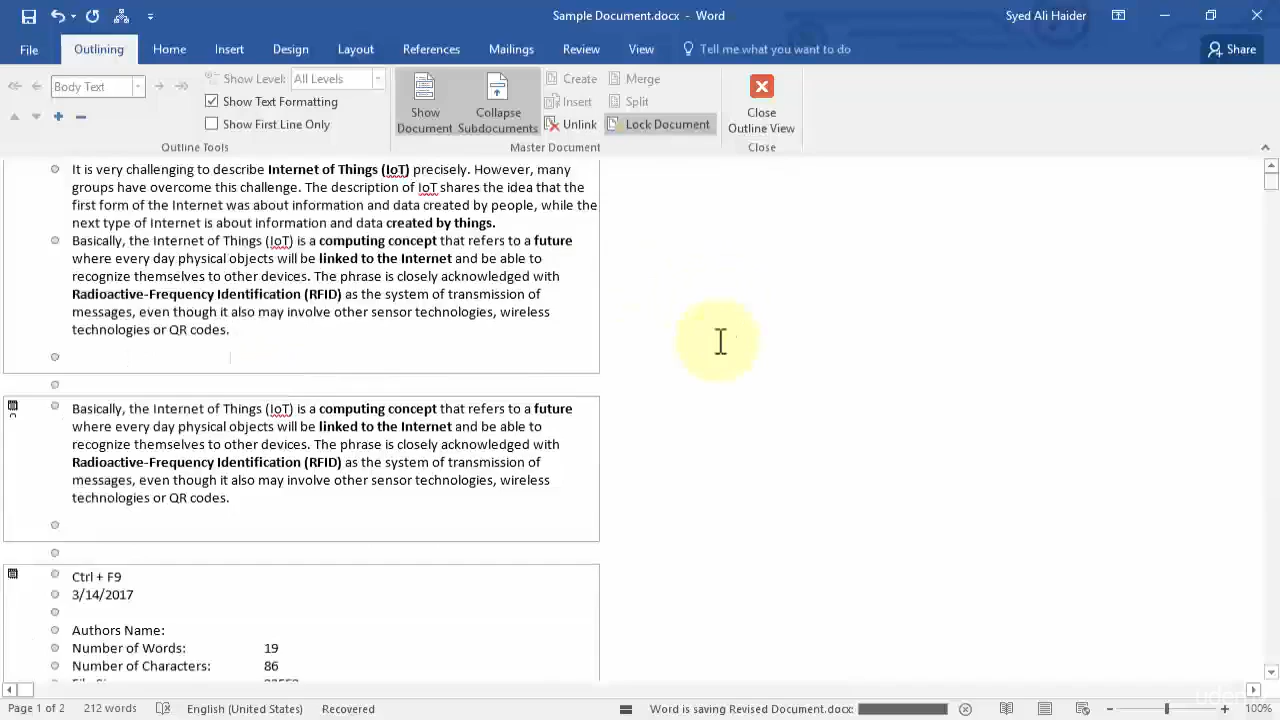 Sample Document.docx - Word
Syed Ali Haider
File Outlining Home Insert Design Layout References Mailings Review View Tell me what you want to do Share
Body Text
Show Level: All Levels
Show Text Formatting
Show First Line Only
Outline Tools
Show Document
Collapse Subdocuments
Create
Insert
Unlink
Merge
Split
Lock Document
Master Document
Close Outline View
Close
It is very challenging to describe Internet of Things (IoT) precisely. However, many
groups have overcome this challenge. The description of IoT shares the idea that the
first form of the Internet was about information and data created by people, while the
next type of Internet is about information and data created by things.
Basically, the Internet of Things (IoT) is a computing concept that refers to a future
where every day physical objects will be linked to the Internet and be able to
recognize themselves to other devices. The phrase is closely acknowledged with
Radioactive-Frequency Identification (RFID) as the system of transmission of
messages, even though it also may involve other sensor technologies, wireless
technologies or QR codes.
Basically, the Internet of Things (IoT) is a computing concept that refers to a future
where every day physical objects will be linked to the Internet and be able to
recognize themselves to other devices. The phrase is closely acknowledged with
Radioactive-Frequency Identification (RFID) as the system of transmission of
messages, even though it also may involve other sensor technologies, wireless
technologies or QR codes.
Ctrl + F9
3/14/2017
Authors Name:
Number of Words: 19
Number of Characters: 86
Page 1 of 2 212 words English (United States) Recovered Word is saving Revised Document.docx: 100%